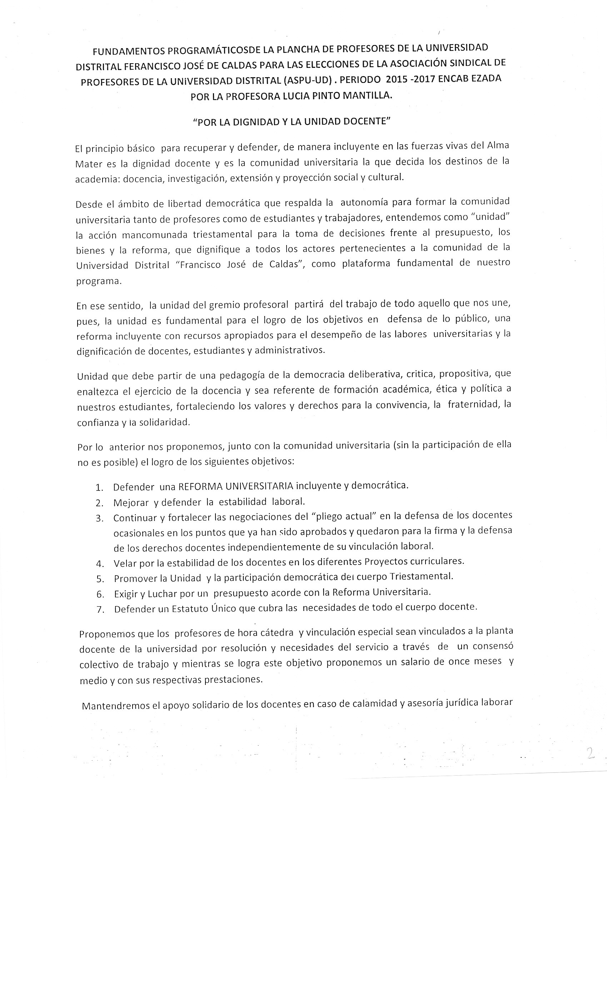 FUNDAMENTOS PROGRAMÁTICOSDE LA PLANCHA DE PROFESORES DE LA UNIVERSIDAD
DISTRITAL FERANCISCO JOSÉ DE CALDAS PARA LAS ELECCIONES DE LA ASOCIACIÓN SINDICAL DE
PROFESORES DE LA UNIVERSIDAD DISTRITAL (ASPU-UD) . PERIODO 2015 -2017 ENCAB EZADA
POR LA PROFESORA LUCIA PINTO MANTILLA.
“POR LA DIGNIDAD Y LA UNIDAD DOCENTE”
El principio básico para recuperar y defender, de manera incluyente en las fuerzas vivas del Alma
Mater es la dignidad docente y es la comunidad universitaria la que decida los destinos de la
academia: docencia, investigación, extensión y proyección social y cultural.
Desde el ámbito de libertad democrática que respalda la autonomía para formar la comunidad
universitaria tanto de profesores como de estudiantes y trabajadores, entendemos como “unidad”
la acción mancomunada triestamental para la toma de decisiones frente al presupuesto, los
bienes y la reforma, que dignifique a todos los actores pertenecientes a la comunidad de la
Universidad Distrital “Francisco José de Caldas”, como plataforma fundamental de nuestro
programa.
En ese sentido, la unidad del gremio profesoral partirá del trabajo de todo aquello que nos une,
pues, la unidad es fundamental para el logro de los objetivos en defensa de lo público, una
reforma incluyente con recursos apropiados para el desempeño de las labores universitarias y la
dignificación de docentes, estudiantes y administrativos.
Unidad que debe partir de una pedagogía de la democracia deliberativa, critica, propositiva, que
enaltezca el ejercicio de la docencia y sea referente de formación académica, ética y política a
nuestros estudiantes, fortaleciendo los valores y derechos para la convivencia, la fraternidad, la
confianza y la solidaridad.
Por lo anterior nos proponemos, junto con la comunidad universitaria (sin la participación de ella
no es posible) el logro de los siguientes objetivos:
1. Defender una REFORMA UNIVERSITARIA incluyente y democrática.
2. Mejorar y defender la estabilidad laboral.
3. Continuar y fortalecer las negociaciones del “pliego actual” en la defensa de los docentes
ocasionales en los puntos que ya han sido aprobados y quedaron para la firma y la defensa
de los derechos docentes independientemente de su vinculación laboral.
4. Velar por la estabilidad de los docentes en los diferentes Proyectos curriculares.
5. Promover la Unidad y la participación democrática del cuerpo Triestamental.
6. Exigir y Luchar por un presupuesto acorde con la Reforma Universitaria.
7. Defender un Estatuto Único que cubra las necesidades de todo el cuerpo docente.
Proponemos que los profesores de hora cátedra y vinculación especial sean vinculados a la planta
docente de la universidad por resolución y necesidades del servicio a través de un consensó
colectivo de trabajo y mientras se logra este objetivo proponemos un salario de once meses y
medio y con sus respectivas prestaciones.
Mantendremos el apoyo solidario de los docentes en caso de calamidad y asesoría jurídica laborar
2